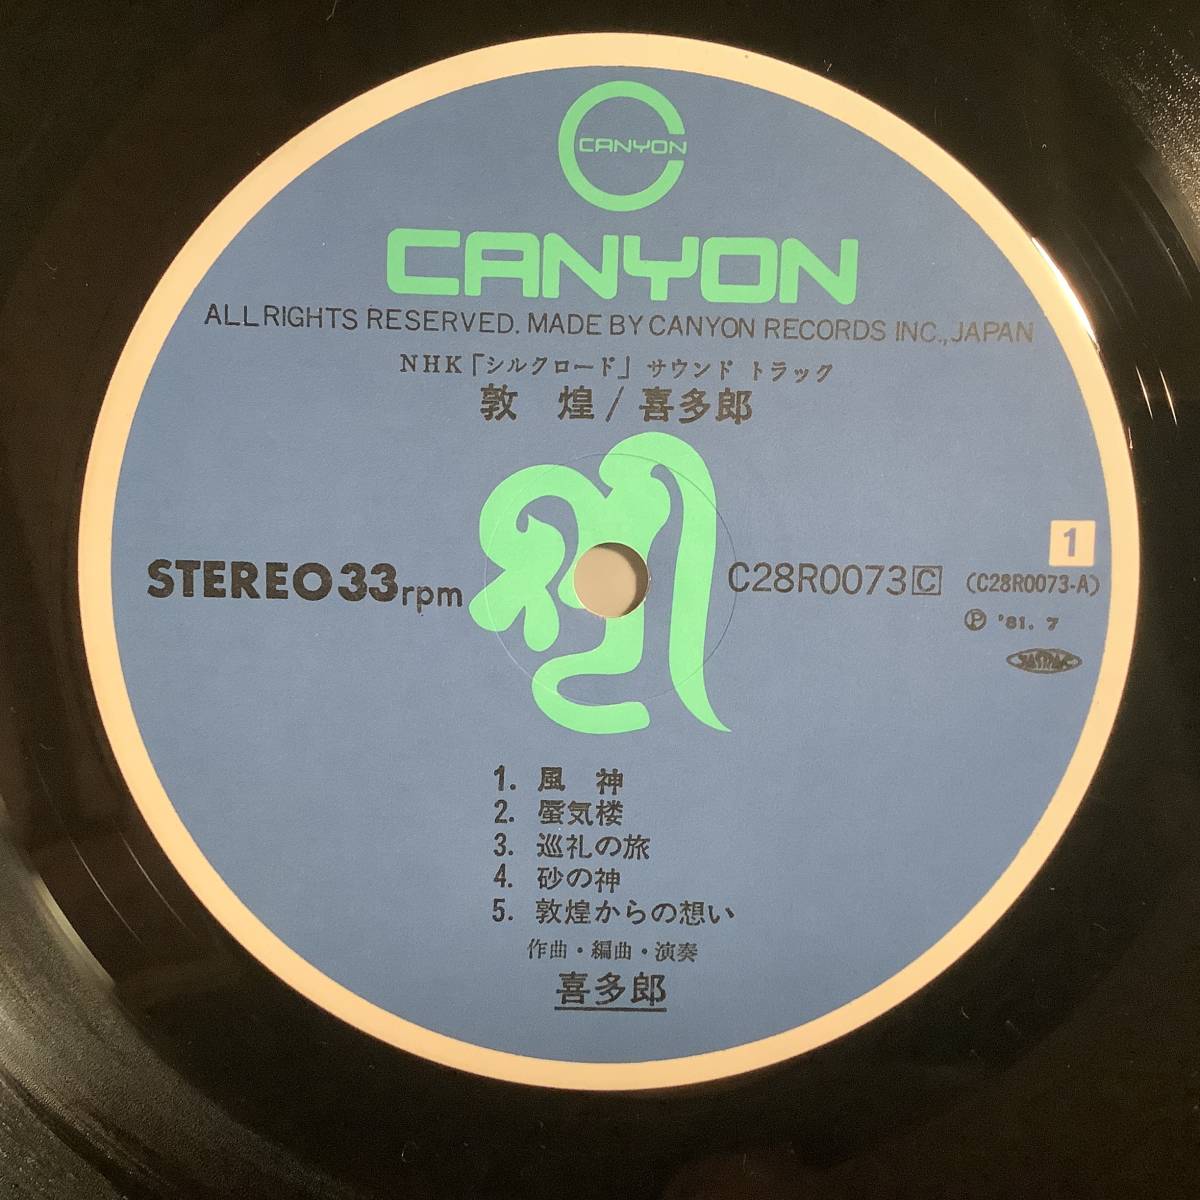 CANYON
CANYON
ALL RIGHTS RESERVED. MADE BY CANYON RECORDS INC., JAPAN
NHK「シルクロード」サウンド トラック
敦 煌/喜多郎
1
STEREO 33rpm
C28R0073 C (C28R0073-A)
Ⓟ '81. 7
JASRAC
1. 風 神
2. 蜃気楼
3. 巡礼の旅
4. 砂の神
5. 敦煌からの想い
作曲・編曲・演奏
喜多郎